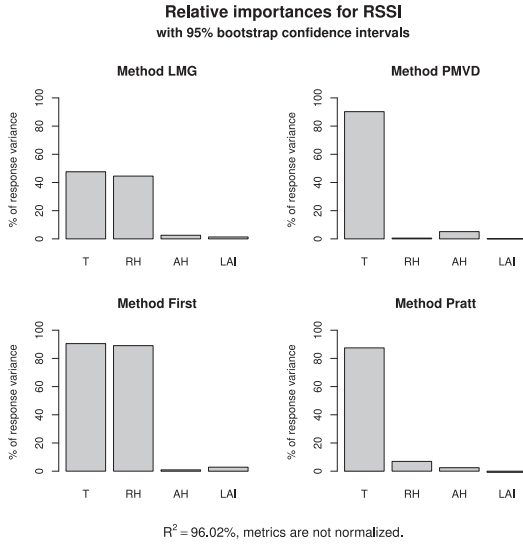 Relative importances for RSSI
with 95% bootstrap confidence intervals
Method LMG
% of response variance
100
80
60
40
20
0
T RH AH LAI
Method PMVD
% of response variance
100
80
60
40
20
0
T RH AH LAI
Method First
% of response variance
100
80
60
40
20
0
T RH AH LAI
Method Pratt
% of response variance
100
80
60
40
20
0
T RH AH LAI
R² = 96.02%, metrics are not normalized.